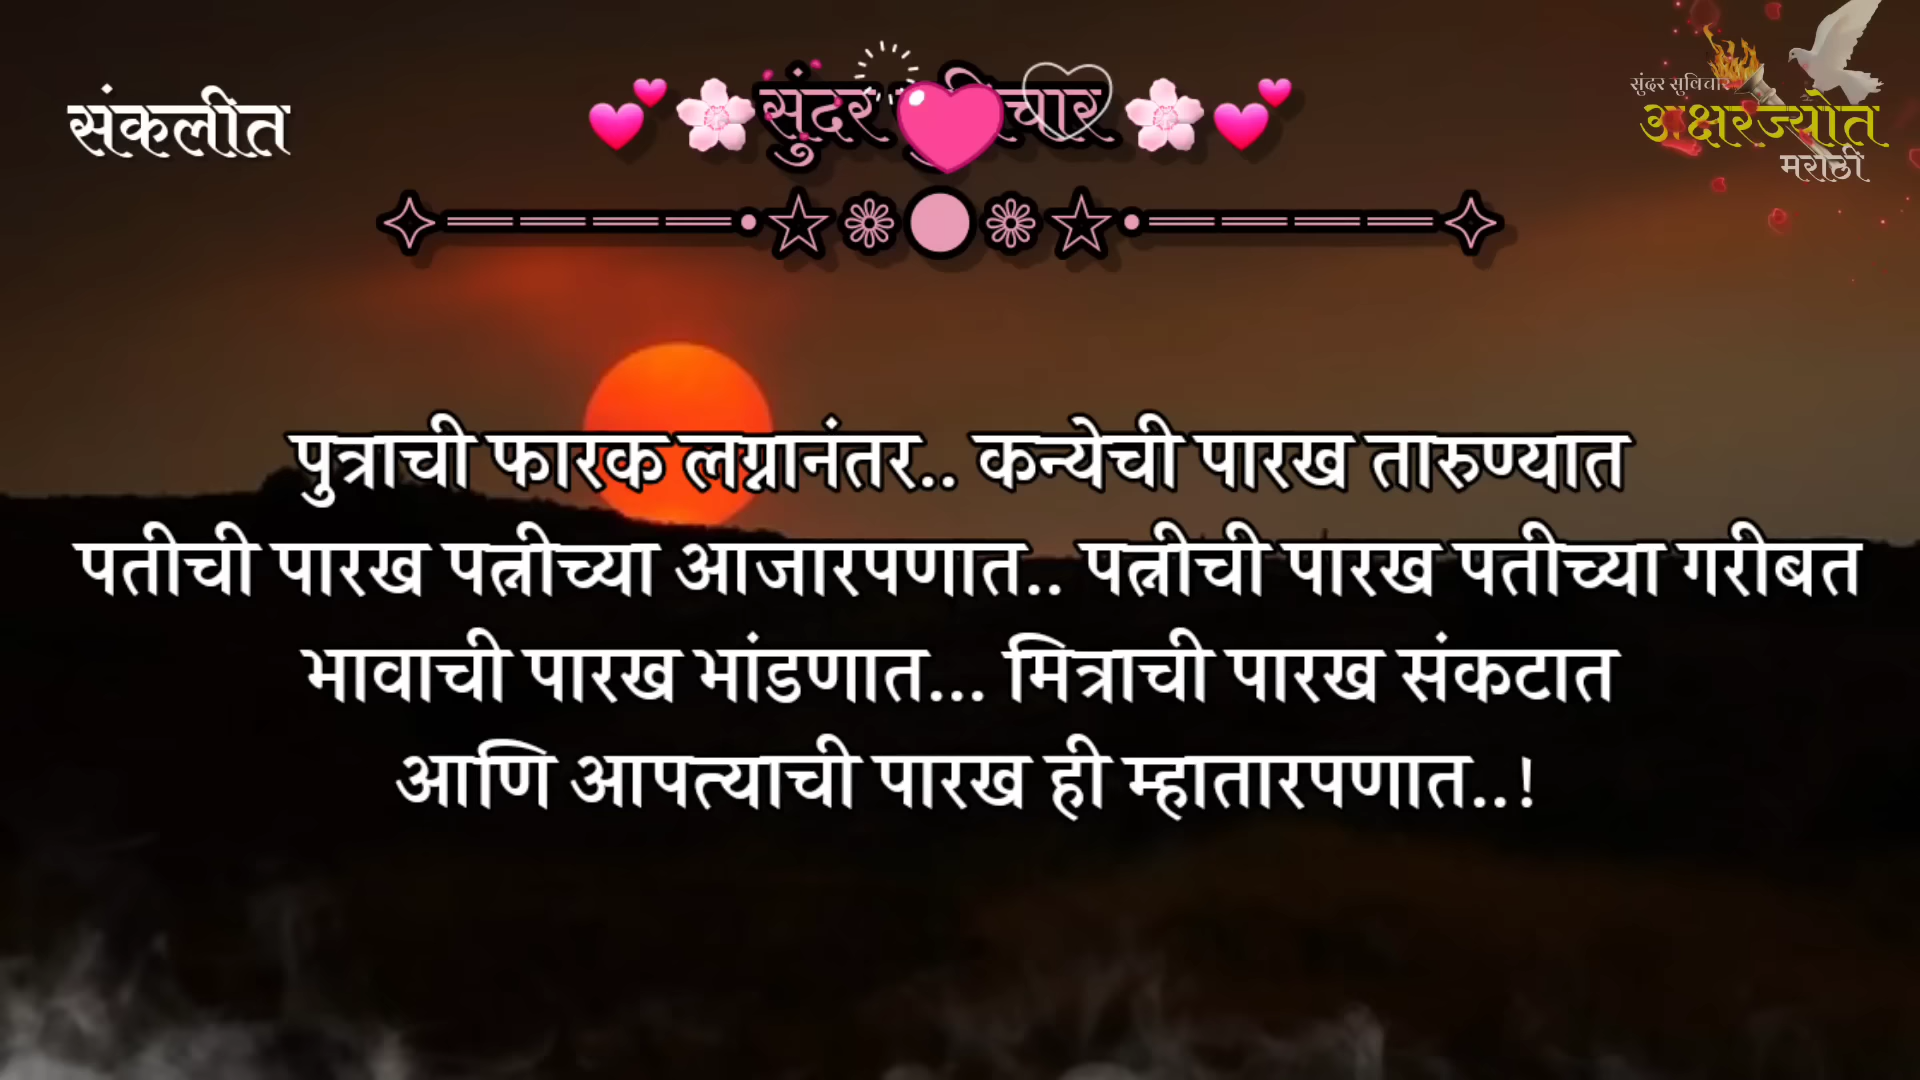 संकलीत
सुंदर
सुंदर सुविचार
अक्षरज्योत
मराठी
पुत्राची फारक लग्नानंतर.. कन्येची पारख तारुण्यात
पतीची पारख पत्नीच्या आजारपणात.. पत्नीची पारख पतीच्या गरीबत
भावाची पारख भांडणात... मित्राची पारख संकटात
आणि आपत्याची पारख ही म्हातारपणात..!